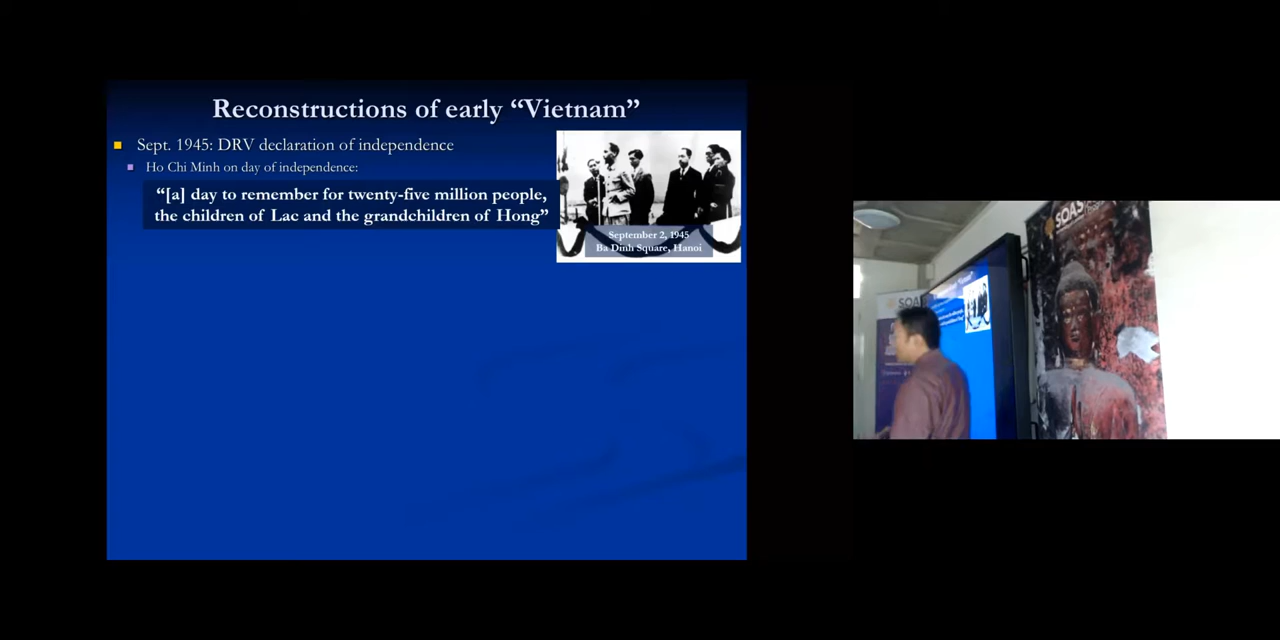 Reconstructions of early “Vietnam”
Sept. 1945: DRV declaration of independence
Ho Chi Minh on day of independence:
“[a] day to remember for twenty-five million people,
the children of Lac and the grandchildren of Hong”
September 2, 1945
Ba Dinh Square, Hanoi
SOAS
SOAS